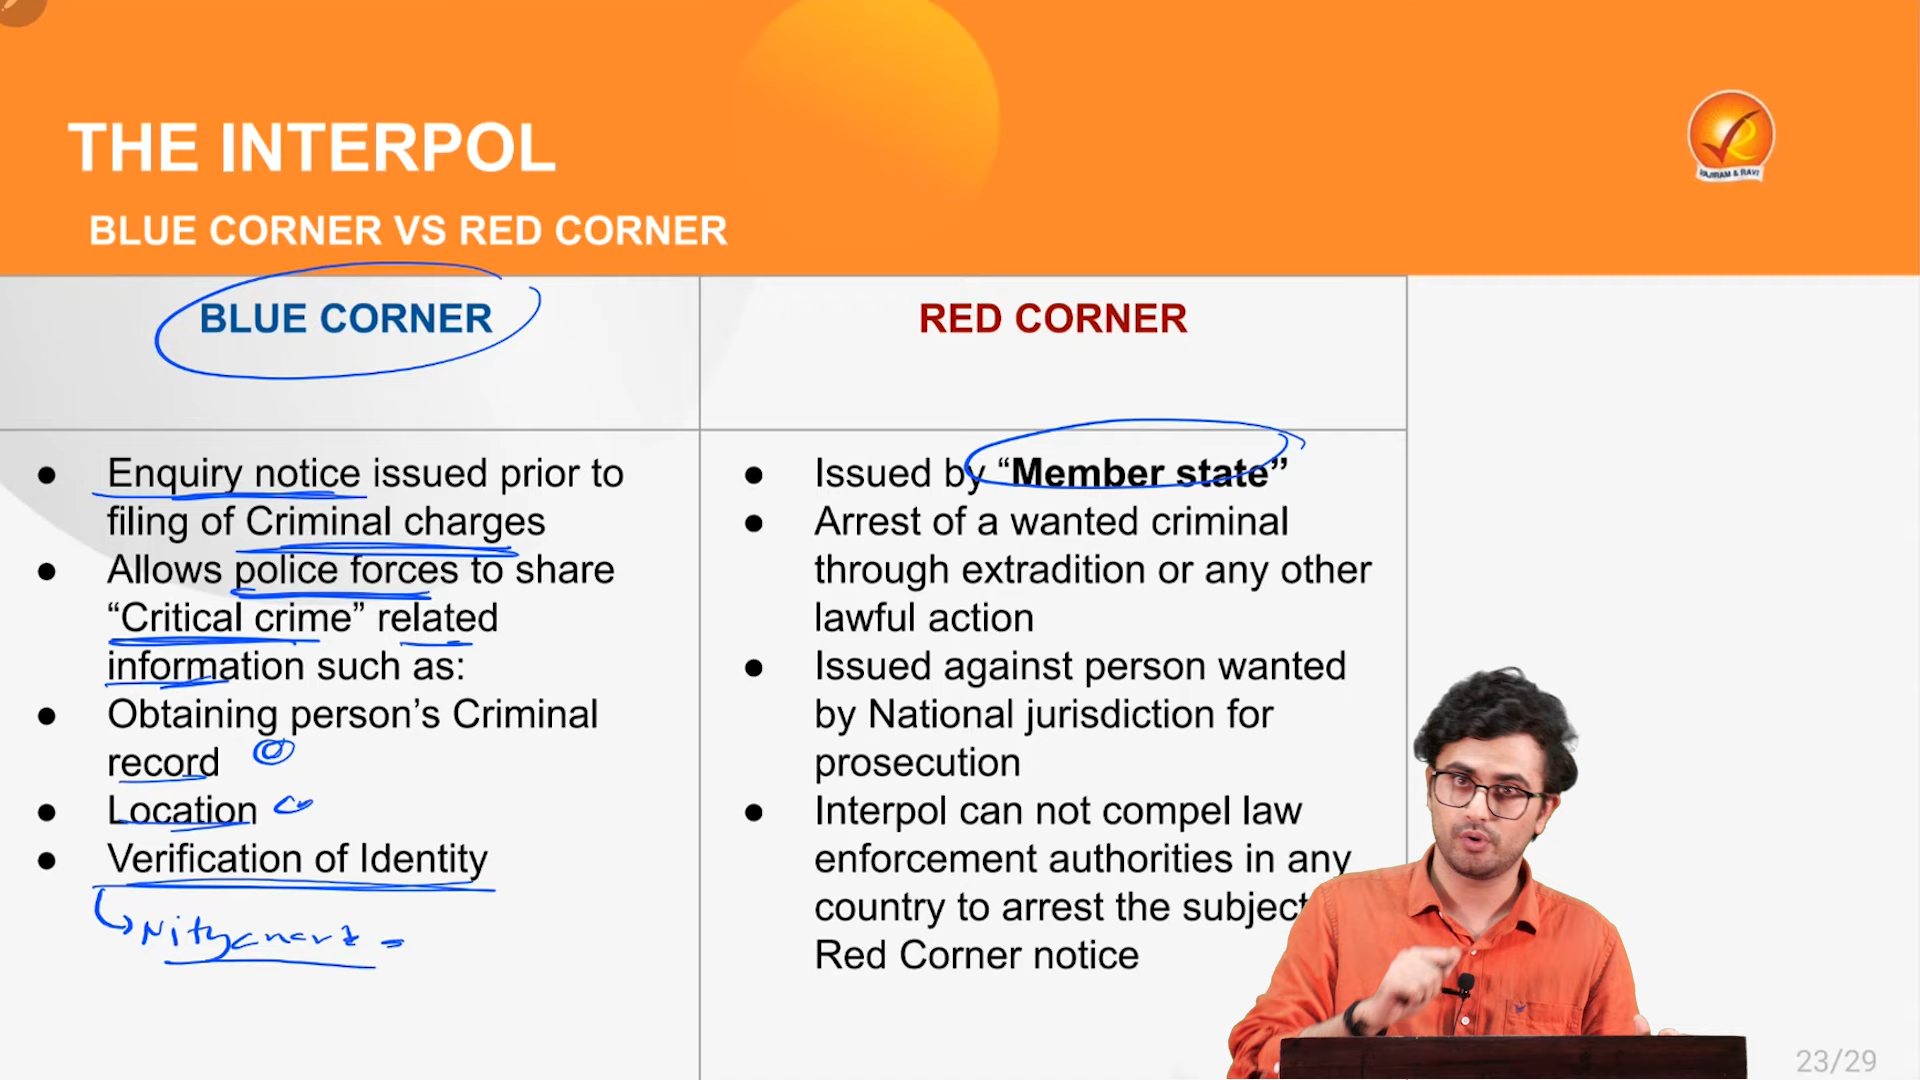 THE INTERPOL
BLUE CORNER VS RED CORNER
VAJIRAM & RAVI
BLUE CORNER
Enquiry notice issued prior to
filing of Criminal charges
Allows police forces to share
“Critical crime” related
information such as:
Obtaining person’s Criminal
record
Location
Verification of Identity
RED CORNER
Issued by “Member state”
Arrest of a wanted criminal
through extradition or any other
lawful action
Issued against person wanted
by National jurisdiction for
prosecution
Interpol can not compel law
enforcement authorities in any
country to arrest the subject
Red Corner notice
23/29